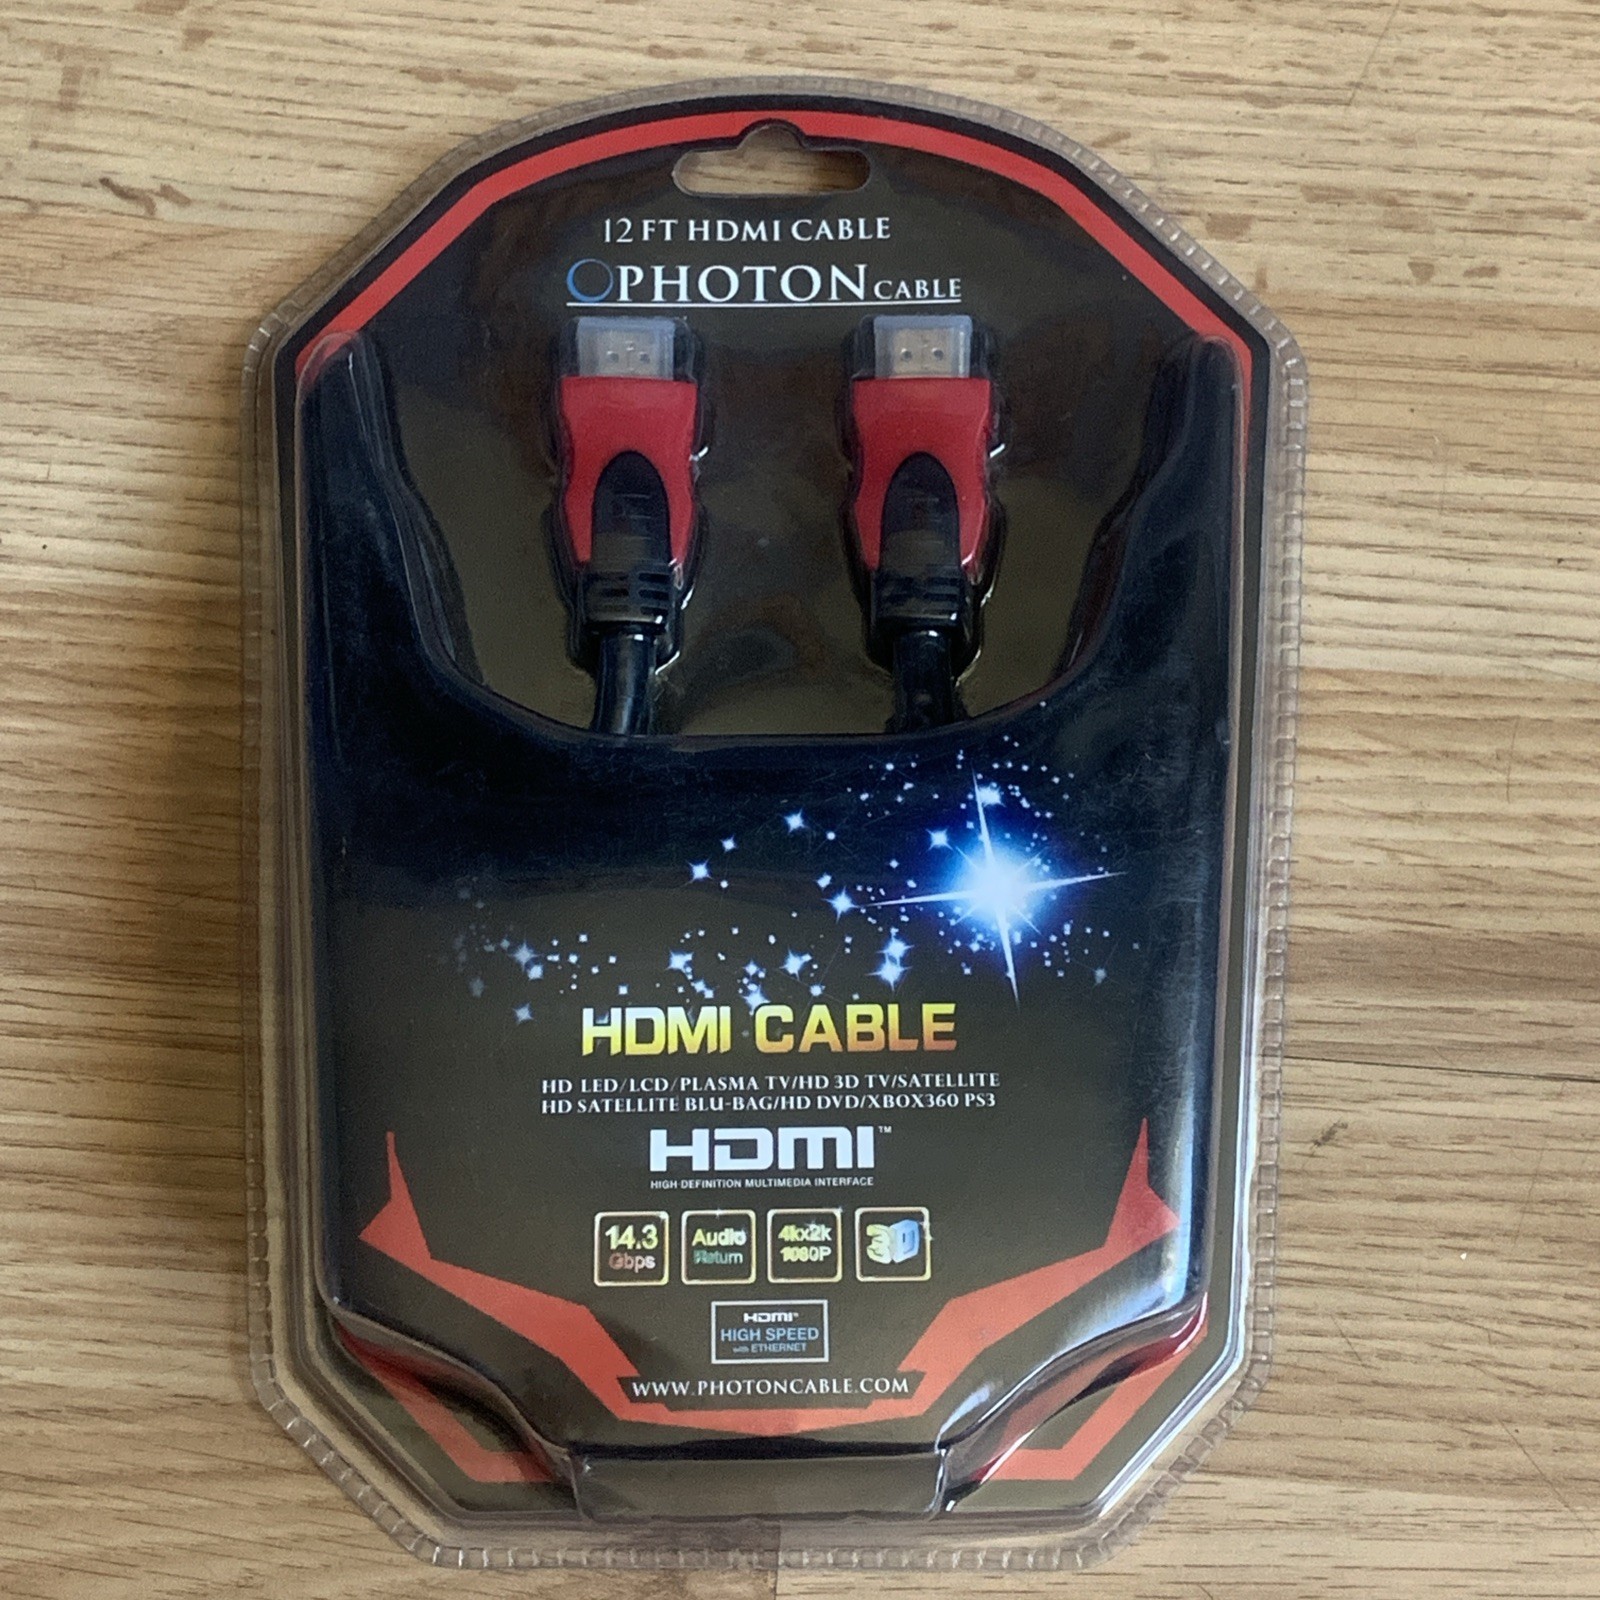 12 FT HDMI CABLE
PHOTON CABLE
HDMI CABLE
HD LED/LCD/PLASMA TV/HD 3D TV/SATELLITE
HD SATELLITE BLU-BAG/HD DVD/XBOX360 PS3
HDMI™
HIGH-DEFINITION MULTIMEDIA INTERFACE
14.3 Gbps
Audio Return
4kx2k 1080P
3D
HDMI
HIGH SPEED
with ETHERNET
WWW.PHOTONCABLE.COM